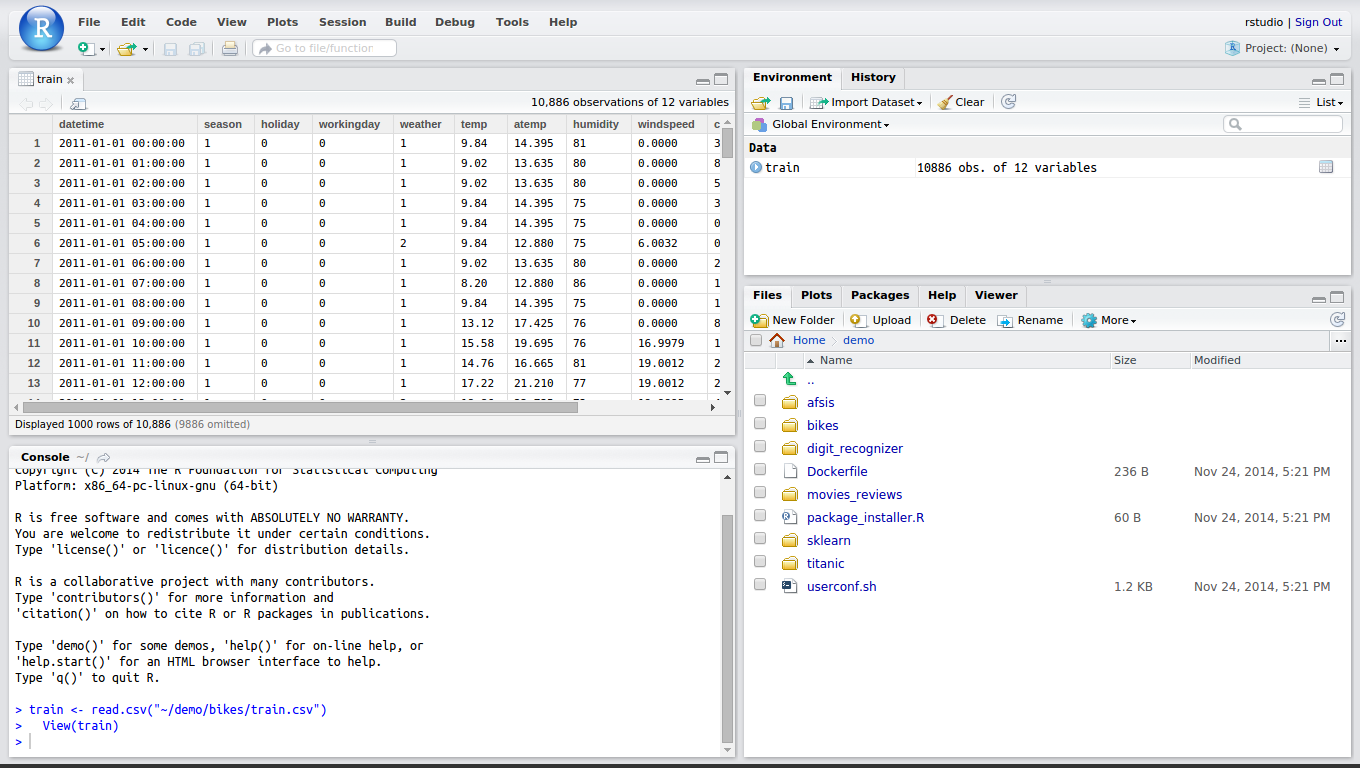 R
File Edit Code View Plots Session Build Debug Tools Help
rstudio | Sign Out
Go to file/function
Project: (None)
train
10,886 observations of 12 variables
datetime season holiday workingday weather temp atemp humidity windspeed c
1 2011-01-01 00:00:00 1 0 0 1 9.84 14.395 81 0.0000 3
2 2011-01-01 01:00:00 1 0 0 1 9.02 13.635 80 0.0000 8
3 2011-01-01 02:00:00 1 0 0 1 9.02 13.635 80 0.0000 5
4 2011-01-01 03:00:00 1 0 0 1 9.84 14.395 75 0.0000 3
5 2011-01-01 04:00:00 1 0 0 1 9.84 14.395 75 0.0000 0
6 2011-01-01 05:00:00 1 0 0 2 9.84 12.880 75 6.0032 0
7 2011-01-01 06:00:00 1 0 0 1 9.02 13.635 80 0.0000 2
8 2011-01-01 07:00:00 1 0 0 1 8.20 12.880 86 0.0000 1
9 2011-01-01 08:00:00 1 0 0 1 9.84 14.395 75 0.0000 1
10 2011-01-01 09:00:00 1 0 0 1 13.12 17.425 76 0.0000 8
11 2011-01-01 10:00:00 1 0 0 1 15.58 19.695 76 16.9979 1
12 2011-01-01 11:00:00 1 0 0 1 14.76 16.665 81 19.0012 2
13 2011-01-01 12:00:00 1 0 0 1 17.22 21.210 77 19.0012 2
Displayed 1000 rows of 10,886 (9886 omitted)
Console ~/
Copyright (C) 2014 The R Foundation for Statistical Computing
Platform: x86_64-pc-linux-gnu (64-bit)
R is free software and comes with ABSOLUTELY NO WARRANTY.
You are welcome to redistribute it under certain conditions.
Type 'license()' or 'licence()' for distribution details.
R is a collaborative project with many contributors.
Type 'contributors()' for more information and
'citation()' on how to cite R or R packages in publications.
Type 'demo()' for some demos, 'help()' for on-line help, or
'help.start()' for an HTML browser interface to help.
Type 'q()' to quit R.
> train <- read.csv("~/demo/bikes/train.csv")
> View(train)
>
Environment History
Import Dataset Clear List
Global Environment
Data
train 10886 obs. of 12 variables
Files Plots Packages Help Viewer
New Folder Upload Delete Rename More
Home demo ...
Name Size Modified
..
afsis
bikes
digit_recognizer
Dockerfile 236 B Nov 24, 2014, 5:21 PM
movies_reviews
package_installer.R 60 B Nov 24, 2014, 5:21 PM
sklearn
titanic
userconf.sh 1.2 KB Nov 24, 2014, 5:21 PM